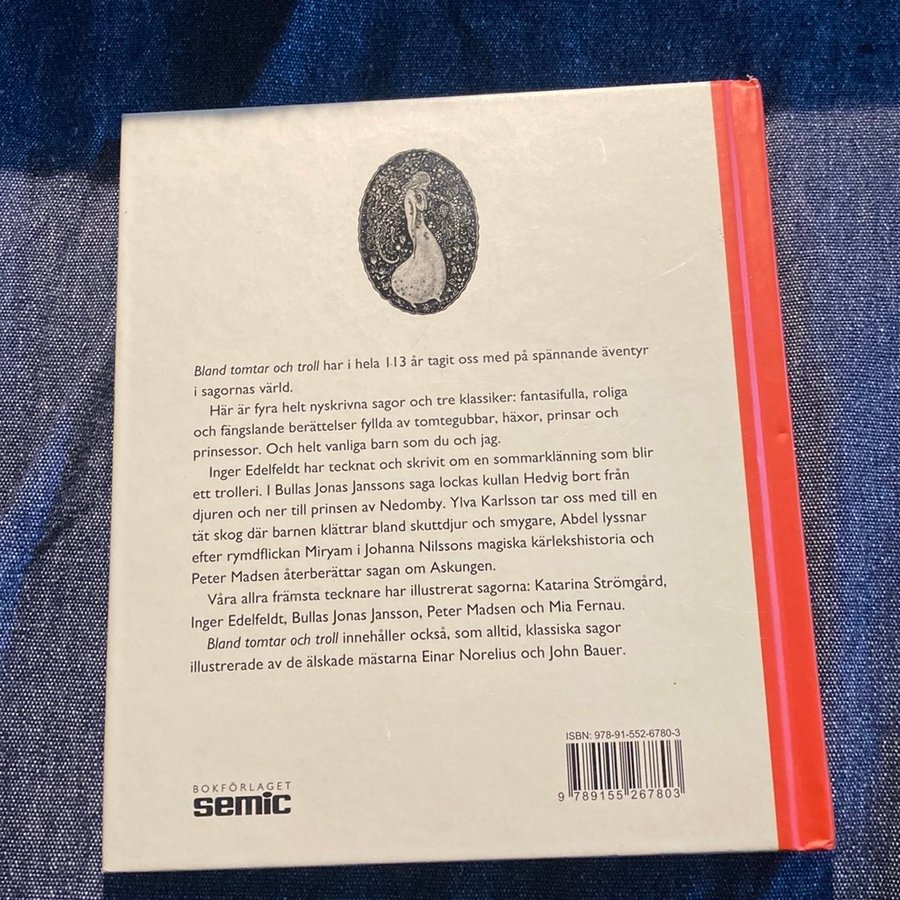 Bland tomtar och troll har i hela 113 år tagit oss med på spännande äventyr
i sagornas värld.
Här är fyra helt nyskrivna sagor och tre klassiker: fantasifulla, roliga
och fängslande berättelser fyllda av tomtegubbar, häxor, prinsar och
prinsessor. Och helt vanliga barn som du och jag.
Inger Edelfeldt har tecknat och skrivit om en sommarklänning som blir
ett trolleri. I Bullas Jonas Janssons saga lockas kullan Hedvig bort från
djuren och ner till prinsen av Nedomby. Ylva Karlsson tar oss med till en
tät skog där barnen klättrar bland skuttdjur och smygare, Abdel lyssnar
efter rymdflickan Miryam i Johanna Nilssons magiska kärlekshistoria och
Peter Madsen återberättar sagan om Askungen.
Våra allra främsta tecknare har illustrerat sagorna: Katarina Strömgård,
Inger Edelfeldt, Bullas Jonas Jansson, Peter Madsen och Mia Fernau.
Bland tomtar och troll innehåller också, som alltid, klassiska sagor
illustrerade av de älskade mästarna Einar Norelius och John Bauer.
ISBN: 978-91-552-6780-3
9 789155 267803
BOKFÖRLAGET
semic